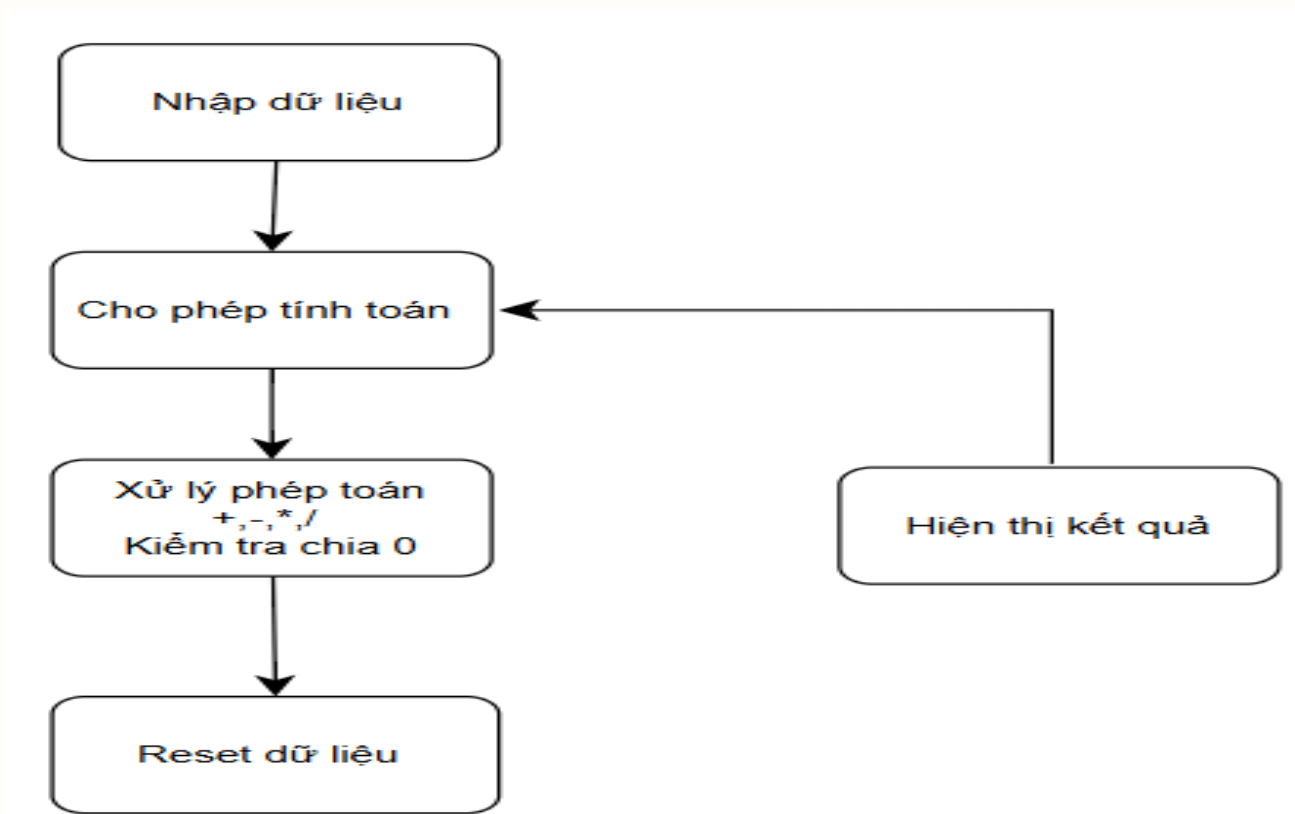 Nhập dữ liệu
Cho phép tính toán
Xử lý phép toán
+,-,*,/
Kiểm tra chia 0
Hiện thị kết quả
Reset dữ liệu